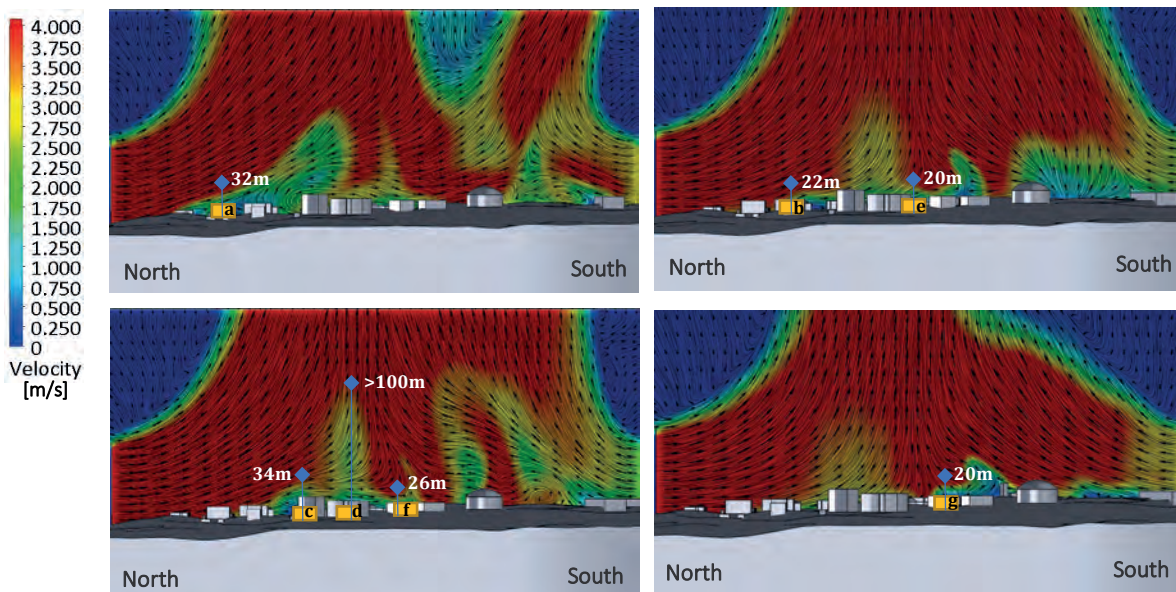 4.000
3.750
3.500
3.250
3.000
2.750
2.500
2.250
2.000
1.750
1.500
1.250
1.000
0.750
0.500
0.250
0
Velocity
[m/s]
32m
a
North
South
22m
20m
b
e
North
South
>100m
34m
26m
c
d
f
North
South
20m
g
North
South